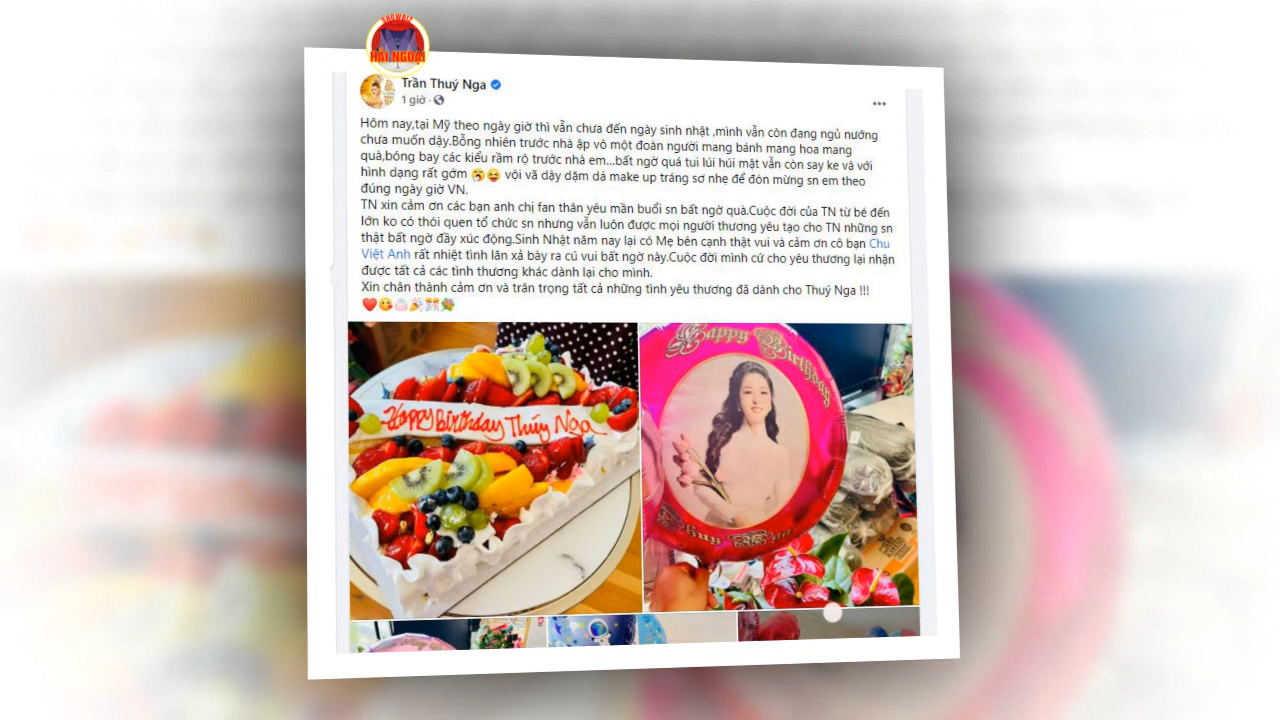 SHOWBIZ
HẢI NGOẠI
Trần Thuý Nga
1 giờ ·
Hôm nay,tại Mỹ theo ngày giờ thì vẫn chưa đến ngày sinh nhật ,mình vẫn còn đang ngủ nướng
chưa muốn dậy.Bỗng nhiên trước nhà ập vô một đoàn người mang bánh mang hoa mang
quà,bóng bay các kiểu rầm rộ trước nhà em...bất ngờ quá tui lúi húi mặt vẫn còn say ke và với
hình dạng rất gớm 🥱😆 vội vã dậy dặm dá make up tráng sơ nhẹ để đón mừng sn em theo
đúng ngày giờ VN.
TN xin cảm ơn các bạn anh chị fan thân yêu mần buổi sn bất ngờ quà.Cuộc đời của TN từ bé đến
lớn ko có thói quen tổ chức sn nhưng vẫn luôn được mọi người thương yêu tạo cho TN những sn
thật bất ngờ đầy xúc động.Sinh Nhật năm nay lại có Mẹ bên cạnh thật vui và cảm ơn cô bạn Chu
Việt Anh rất nhiệt tình lăn xả bày ra cú vui bất ngờ này.Cuộc đời mình cứ cho yêu thương lại nhận
được tất cả các tình thương khác dành lại cho mình.
Xin chân thành cảm ơn và trân trọng tất cả những tình yêu thương đã dành cho Thuý Nga !!!
Happy Birthday Thúy Nga
Happy Birthday